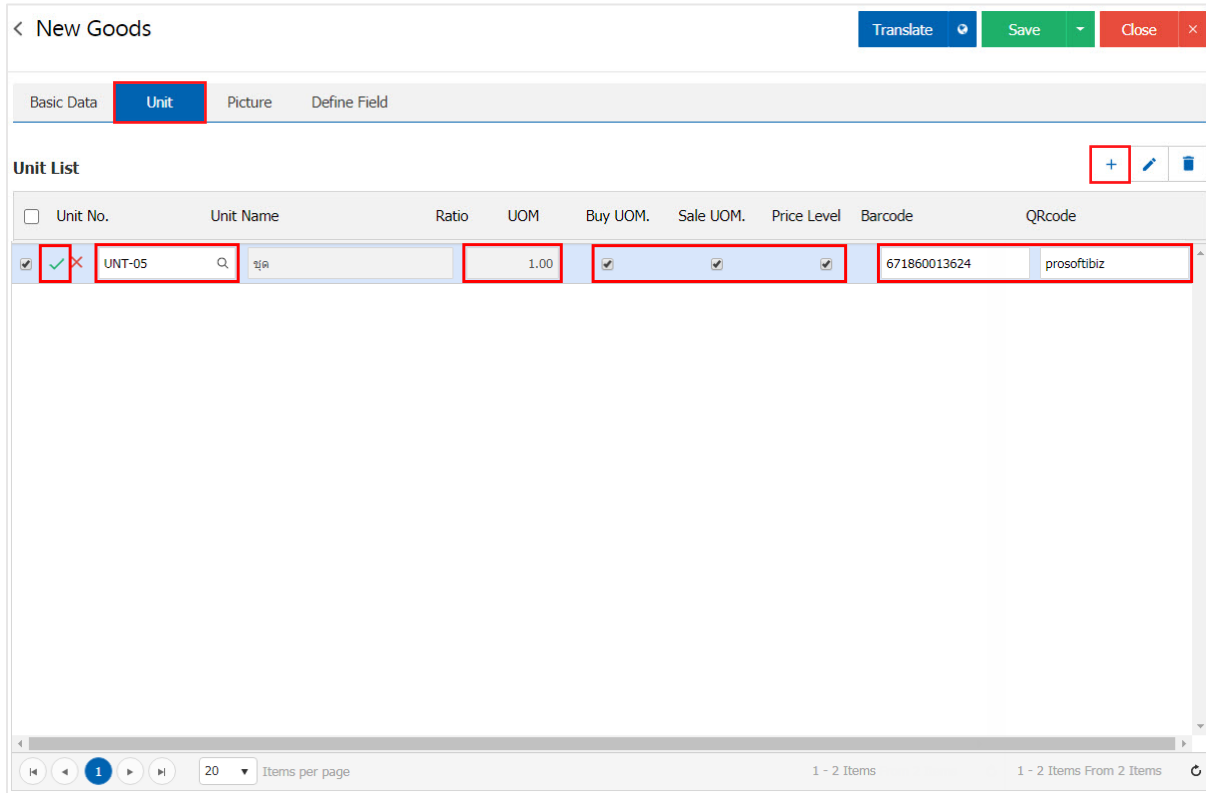 New Goods
Translate Save Close
Basic Data Unit Picture Define Field
Unit List
Unit No. Unit Name Ratio UOM Buy UOM. Sale UOM. Price Level Barcode QRcode
UNT-05 ชุด 1.00 671860013624 prosoftibiz
1 20 Items per page 1 - 2 Items 1 - 2 Items From 2 Items